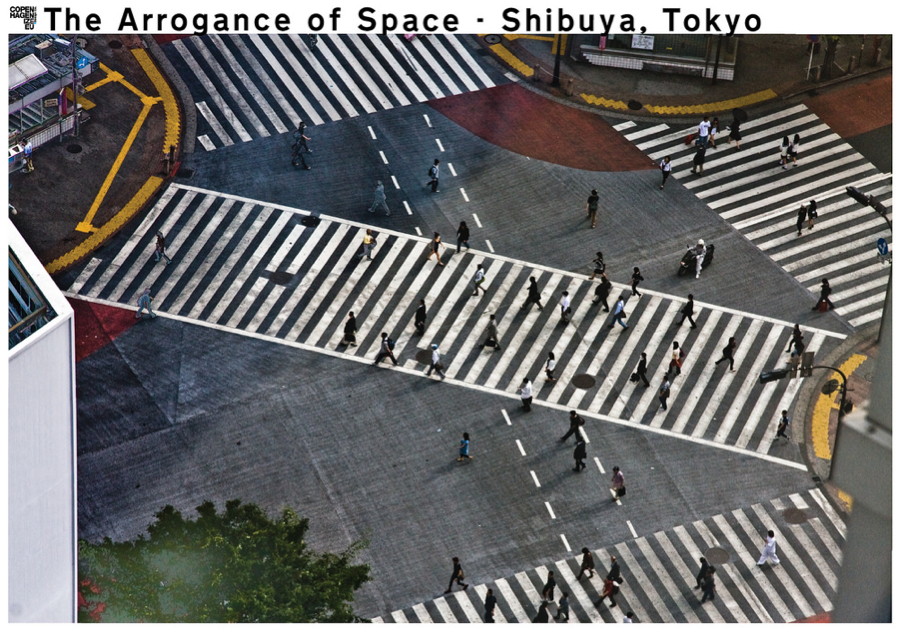 COPEN
HAGEN
IZE
EU
The Arrogance of Space - Shibuya, Tokyo